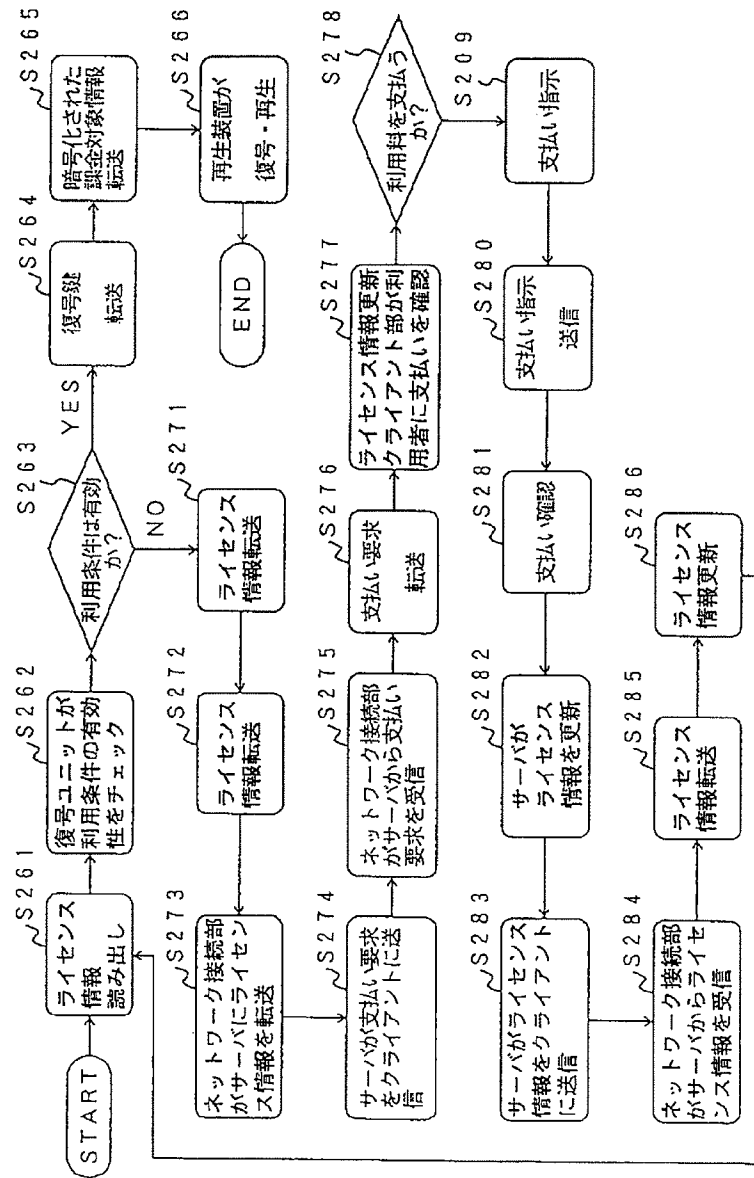 START
S261
ライセンス
情報
読み出し
S262
復号ユニットが
利用条件の有効
性をチェック
S263
利用条件は有効
か?
YES
NO
S264
復号鍵
転送
S265
暗号化された
課金対象情報
転送
S266
再生装置が
復号・再生
END
S271
ライセンス
情報転送
S272
ライセンス
情報転送
S273
ネットワーク接続部
がサーバにライセン
ス情報を転送
S274
サーバが支払い要求
をクライアントに送
信
S275
ネットワーク接続部
がサーバから支払い
要求を受信
S276
支払い要求
転送
S277
ライセンス情報更新
クライアント部が利
用者に支払いを確認
S278
利用料を支払う
か?
S209
支払い指示
S280
支払い指示
送信
S281
支払い確認
S282
サーバが
ライセンス
情報を更新
S283
サーバがライセンス
情報をクライアント
に送信
S284
ネットワーク接続部
がサーバからライセ
ンス情報を受信
S285
ライセンス
情報転送
S286
ライセンス
情報更新